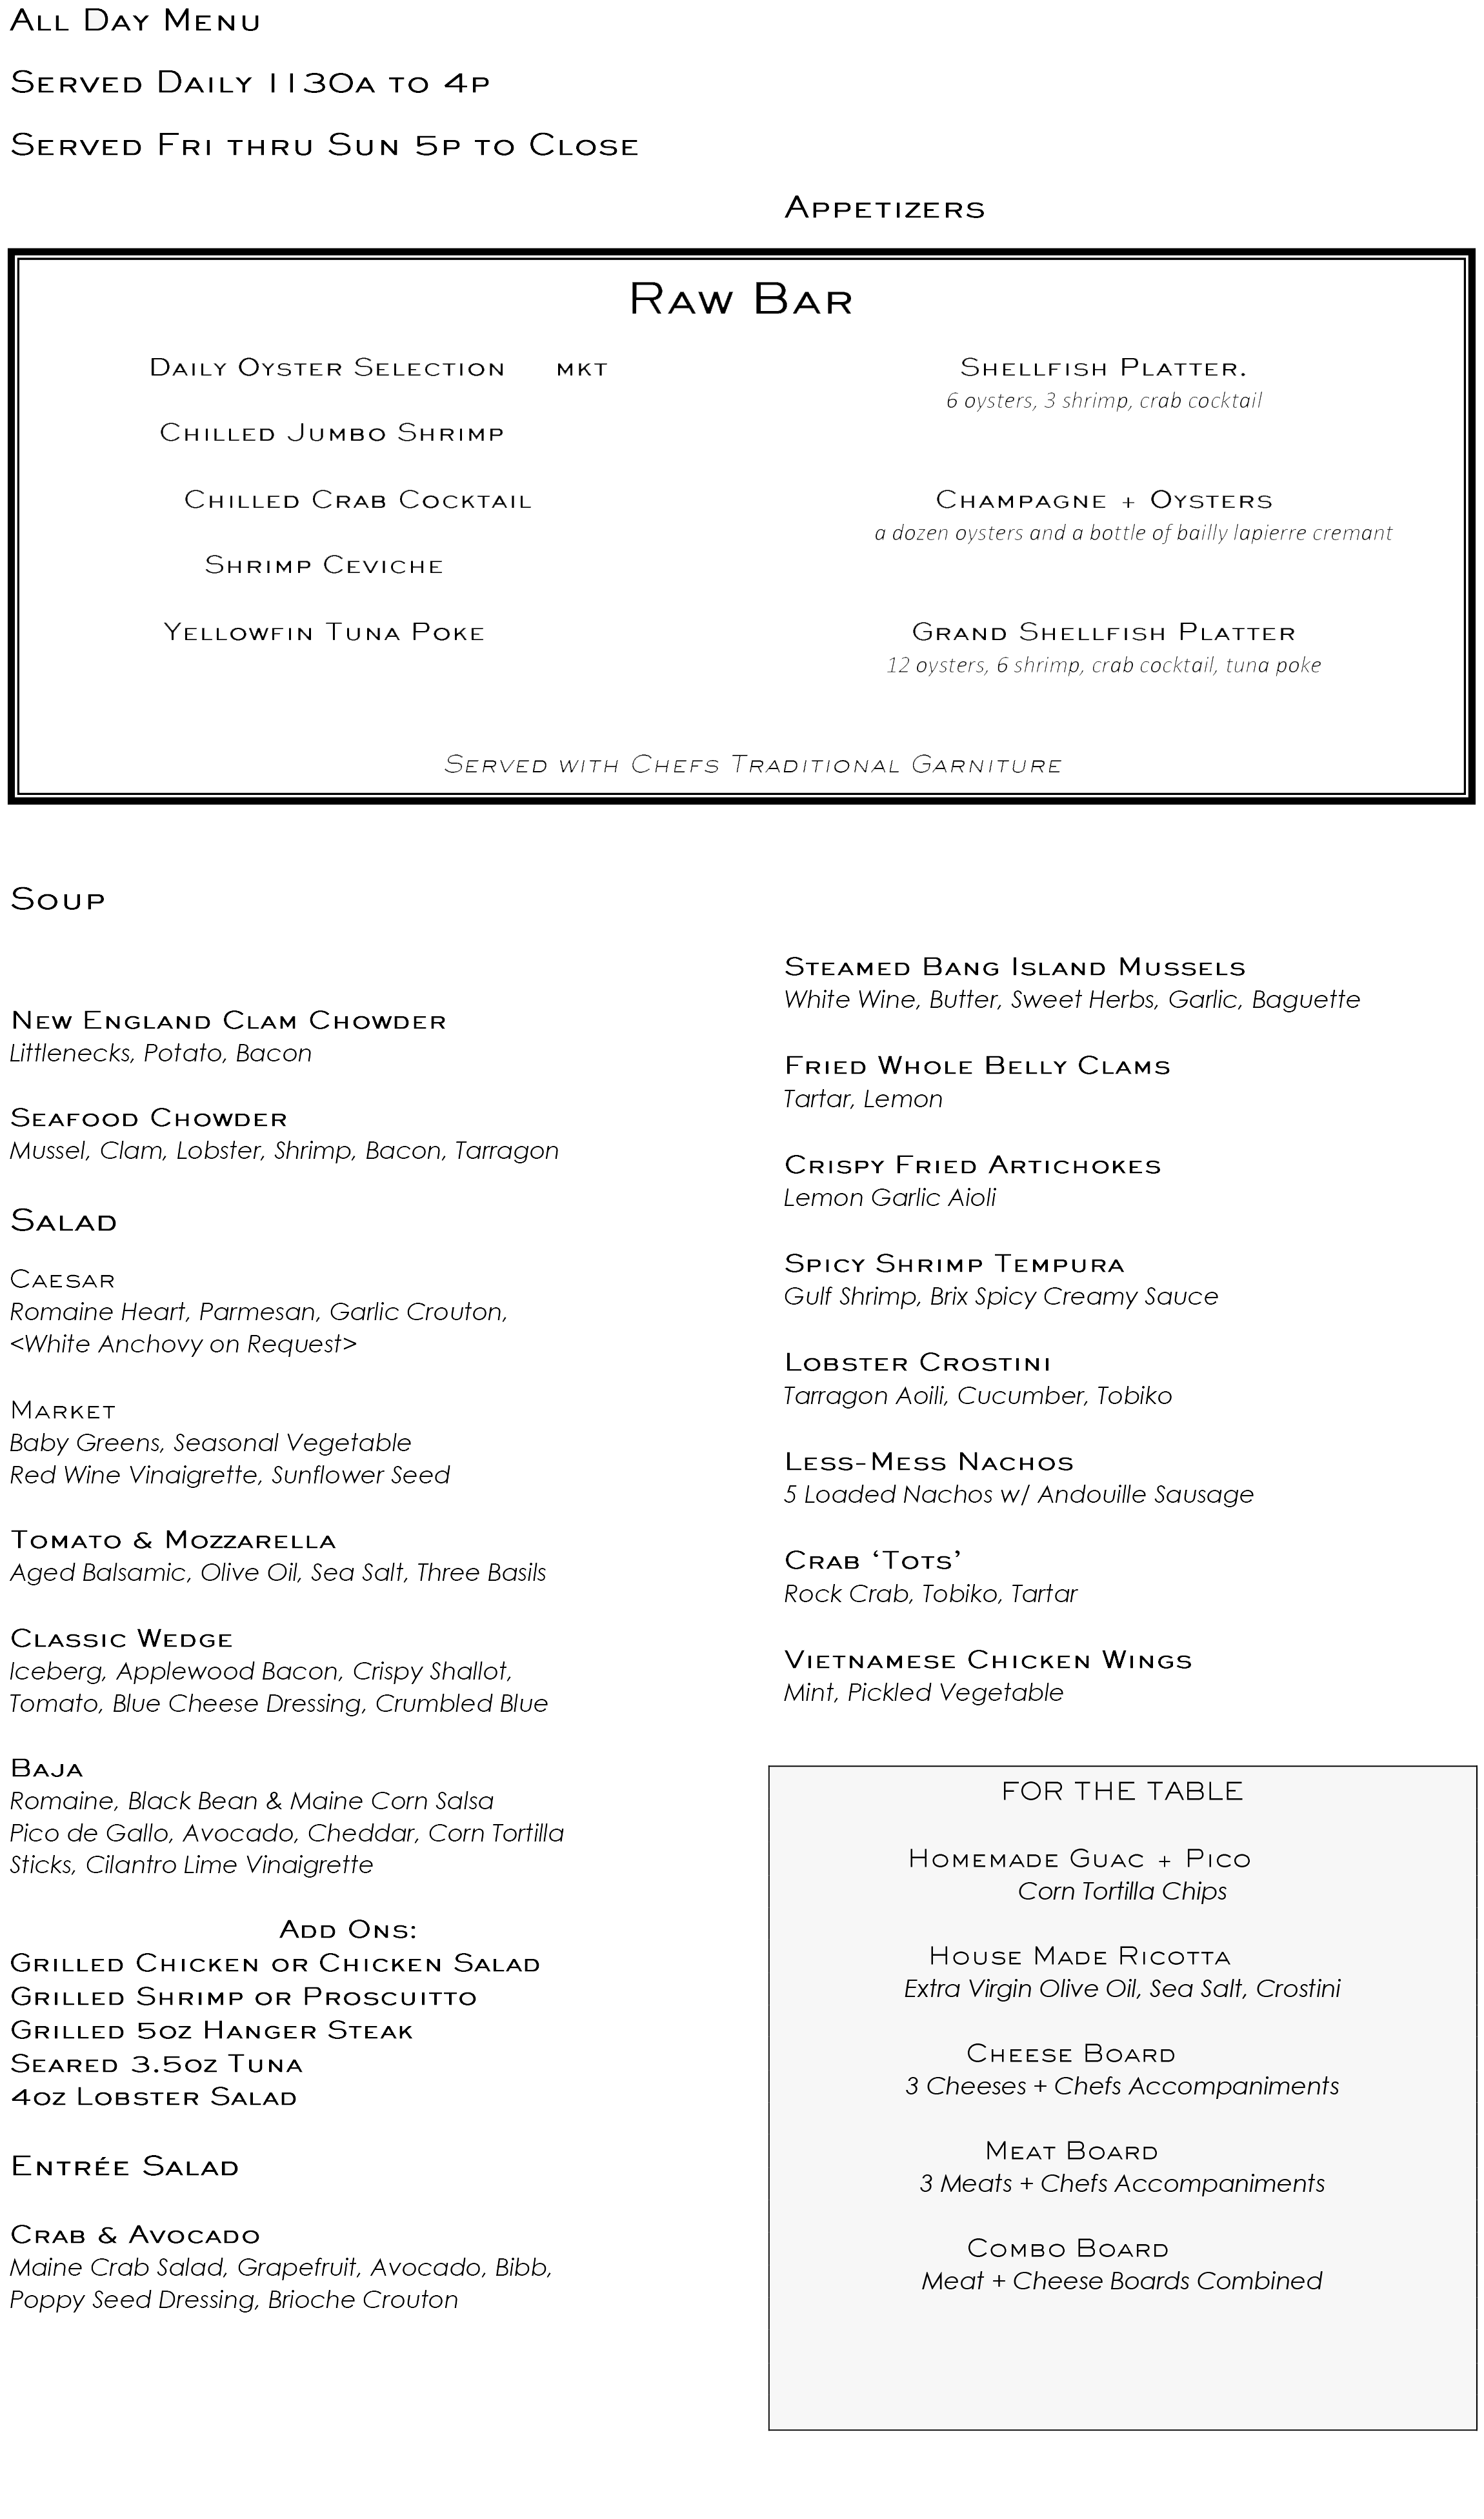 All Day Menu
Served Daily 1130a to 4p
Served Fri thru Sun 5p to Close
Appetizers
Raw Bar
Daily Oyster Selection mkt
Chilled Jumbo Shrimp
Chilled Crab Cocktail
Shrimp Ceviche
Yellowfin Tuna Poke
Shellfish Platter.
6 oysters, 3 shrimp, crab cocktail
Champagne + Oysters
a dozen oysters and a bottle of bailly lapierre cremant
Grand Shellfish Platter
12 oysters, 6 shrimp, crab cocktail, tuna poke
Served with Chefs Traditional Garniture
Soup
New England Clam Chowder
Littlenecks, Potato, Bacon
Seafood Chowder
Mussel, Clam, Lobster, Shrimp, Bacon, Tarragon
Salad
Caesar
Romaine Heart, Parmesan, Garlic Crouton,
<White Anchovy on Request>
Market
Baby Greens, Seasonal Vegetable
Red Wine Vinaigrette, Sunflower Seed
Tomato & Mozzarella
Aged Balsamic, Olive Oil, Sea Salt, Three Basils
Classic Wedge
Iceberg, Applewood Bacon, Crispy Shallot,
Tomato, Blue Cheese Dressing, Crumbled Blue
Baja
Romaine, Black Bean & Maine Corn Salsa
Pico de Gallo, Avocado, Cheddar, Corn Tortilla
Sticks, Cilantro Lime Vinaigrette
Add Ons:
Grilled Chicken or Chicken Salad
Grilled Shrimp or Proscuitto
Grilled 5oz Hanger Steak
Seared 3.5oz Tuna
4oz Lobster Salad
Entrée Salad
Crab & Avocado
Maine Crab Salad, Grapefruit, Avocado, Bibb,
Poppy Seed Dressing, Brioche Crouton
Steamed Bang Island Mussels
White Wine, Butter, Sweet Herbs, Garlic, Baguette
Fried Whole Belly Clams
Tartar, Lemon
Crispy Fried Artichokes
Lemon Garlic Aioli
Spicy Shrimp Tempura
Gulf Shrimp, Brix Spicy Creamy Sauce
Lobster Crostini
Tarragon Aoili, Cucumber, Tobiko
Less-Mess Nachos
5 Loaded Nachos w/ Andouille Sausage
Crab ‘Tots’
Rock Crab, Tobiko, Tartar
Vietnamese Chicken Wings
Mint, Pickled Vegetable
FOR THE TABLE
Homemade Guac + Pico
Corn Tortilla Chips
House Made Ricotta
Extra Virgin Olive Oil, Sea Salt, Crostini
Cheese Board
3 Cheeses + Chefs Accompaniments
Meat Board
3 Meats + Chefs Accompaniments
Combo Board
Meat + Cheese Boards Combined